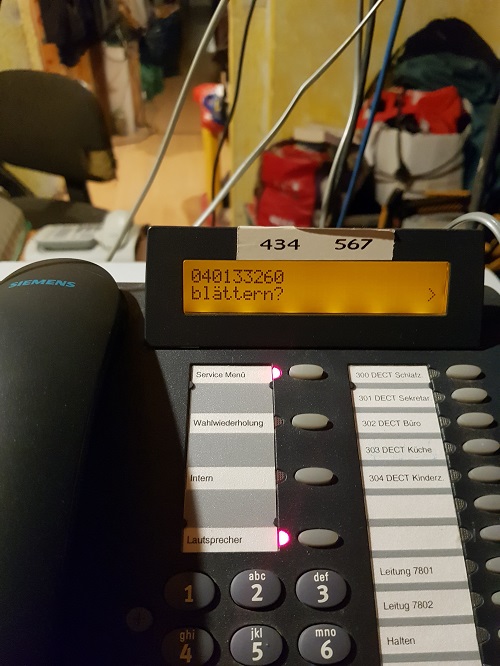 434 567
040133260
blättern? >
SIEMENS
Service Menü
Wahlwiederholung
Intern
Lautsprecher
300 DECT Schlafz.
301 DECT Sekretar
302 DECT Büro
303 DECT Küche
304 DECT Kinderz.
Leitung 7801
Leitug 7802
Halten
1
abc
2
def
3
ghi
4
jkl
5
mno
6